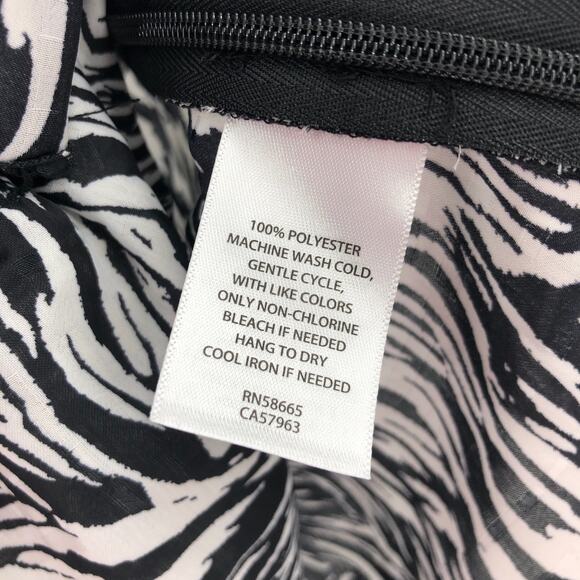 100% POLYESTER
MACHINE WASH COLD,
GENTLE CYCLE,
WITH LIKE COLORS
ONLY NON-CHLORINE
BLEACH IF NEEDED
HANG TO DRY
COOL IRON IF NEEDED
RN58665
CA57963